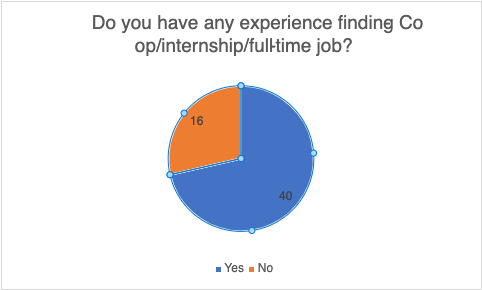 Do you have any experience finding Co
op/internship/full-time job?
16
40
Yes No